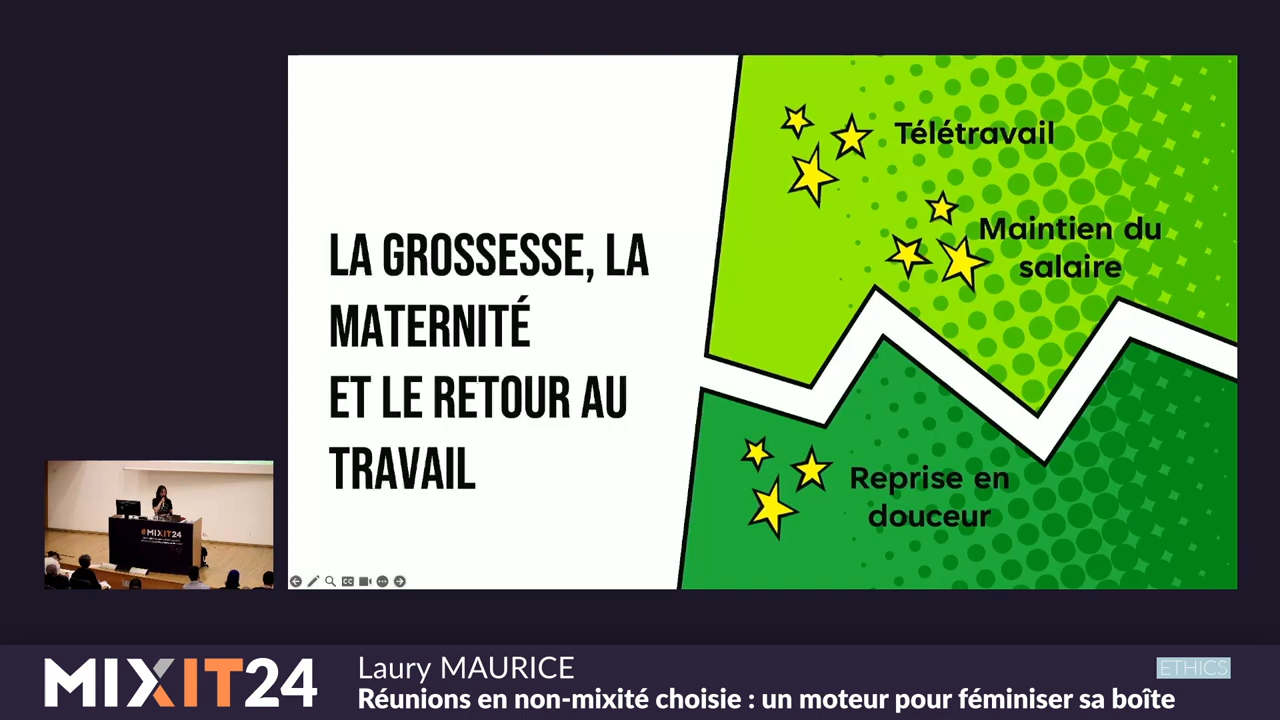 LA GROSSESSE, LA
MATERNITÉ
ET LE RETOUR AU
TRAVAIL
Télétravail
Maintien du
salaire
Reprise en
douceur
#MIXIT24
MIXIT24
Laury MAURICE
Réunions en non-mixité choisie : un moteur pour féminiser sa boîte
ETHICS